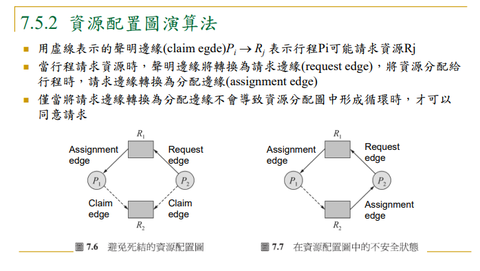 7.5.2 資源配置圖演算法
用虛線表示的聲明邊緣(claim egde)Pi → Rj 表示行程Pi可能請求資源Rj
當行程請求資源時，聲明邊緣將轉換為請求邊緣(request edge)，將資源分配給
行程時，請求邊緣轉換為分配邊緣(assignment edge)
僅當將請求邊緣轉換為分配邊緣不會導致資源分配圖中形成循環時，才可以
同意請求
R1
Assignment edge
Request edge
P1
P2
Claim edge
Claim edge
R2
圖 7.6 避免死結的資源配置圖
R1
Assignment edge
Request edge
P1
P2
Claim edge
Assignment edge
R2
圖 7.7 在資源配置圖中的不安全狀態